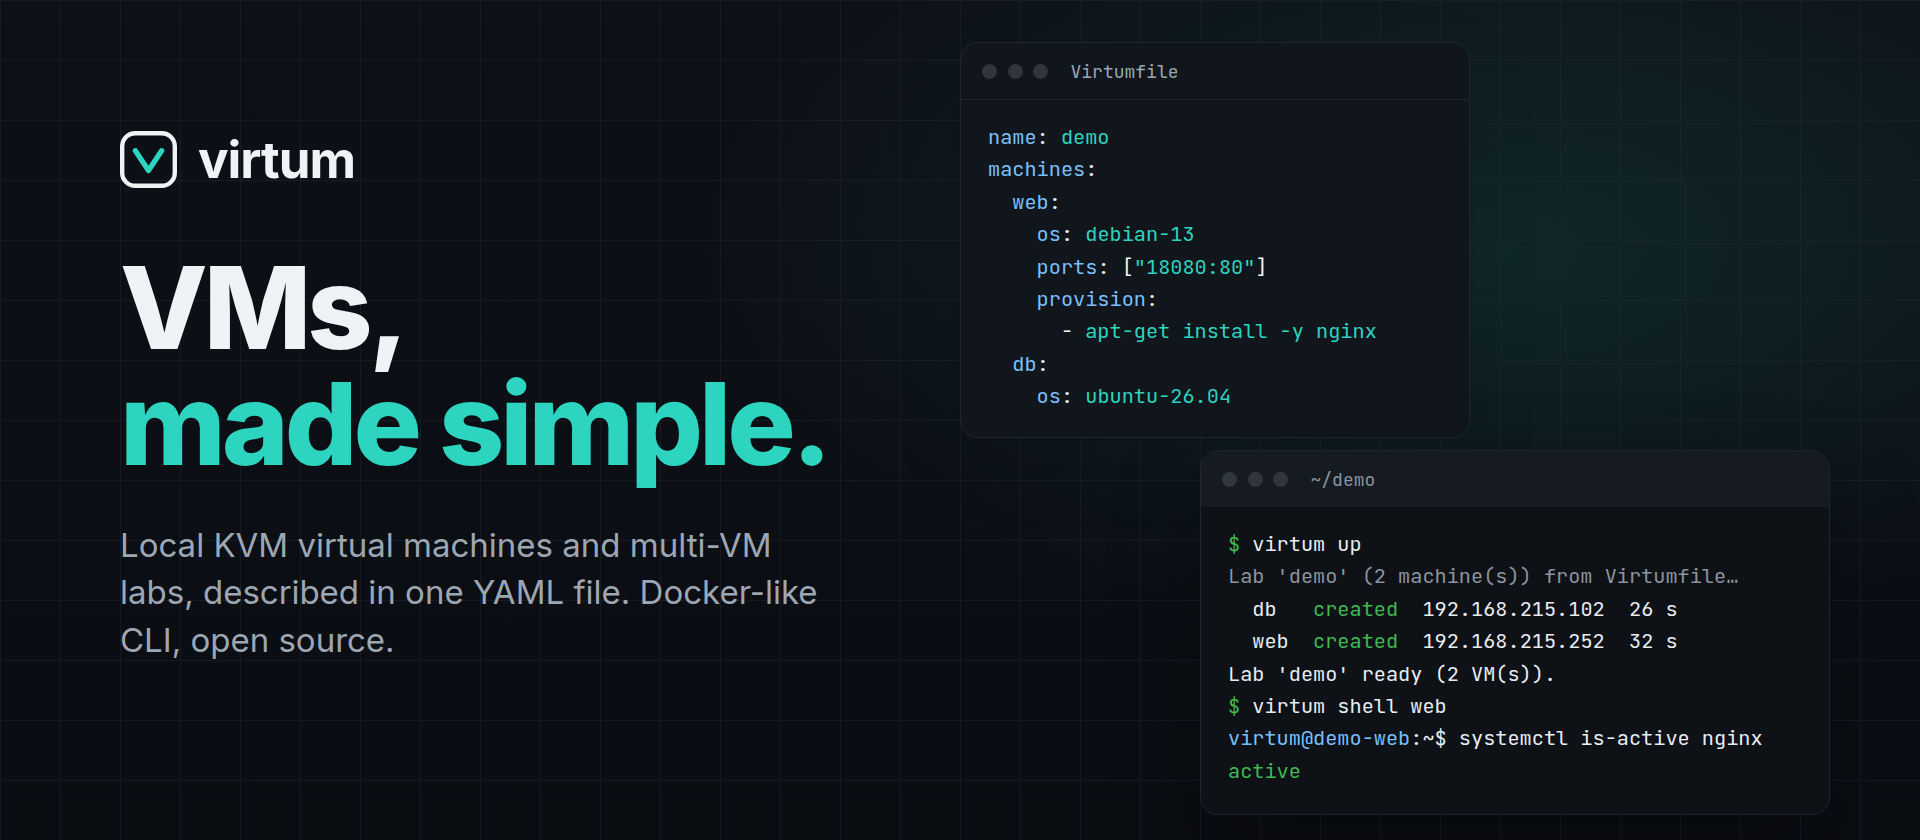 virtum
VMs,
made simple.
Local KVM virtual machines and multi-VM
labs, described in one YAML file. Docker-like
CLI, open source.
Virtumfile
name: demo
machines:
  web:
    os: debian-13
    ports: ["18080:80"]
    provision:
      - apt-get install -y nginx
  db:
    os: ubuntu-26.04
~/demo
$ virtum up
Lab 'demo' (2 machine(s)) from Virtumfile…
  db   created  192.168.215.102  26 s
  web  created  192.168.215.252  32 s
Lab 'demo' ready (2 VM(s)).
$ virtum shell web
virtum@demo-web:~$ systemctl is-active nginx
active